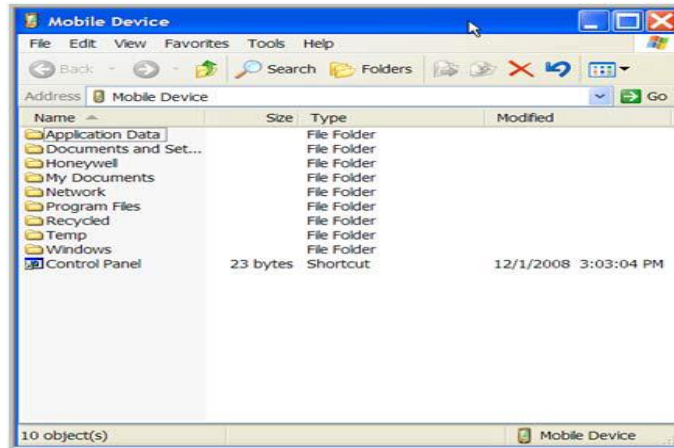 Mobile Device
File Edit View Favorites Tools Help
Back Search Folders
Address Mobile Device Go
Name Size Type Modified
Application Data File Folder
Documents and Set... File Folder
Honeywell File Folder
My Documents File Folder
Network File Folder
Program Files File Folder
Recycled File Folder
Temp File Folder
Windows File Folder
Control Panel 23 bytes Shortcut 12/1/2008 3:03:04 PM
10 object(s) Mobile Device